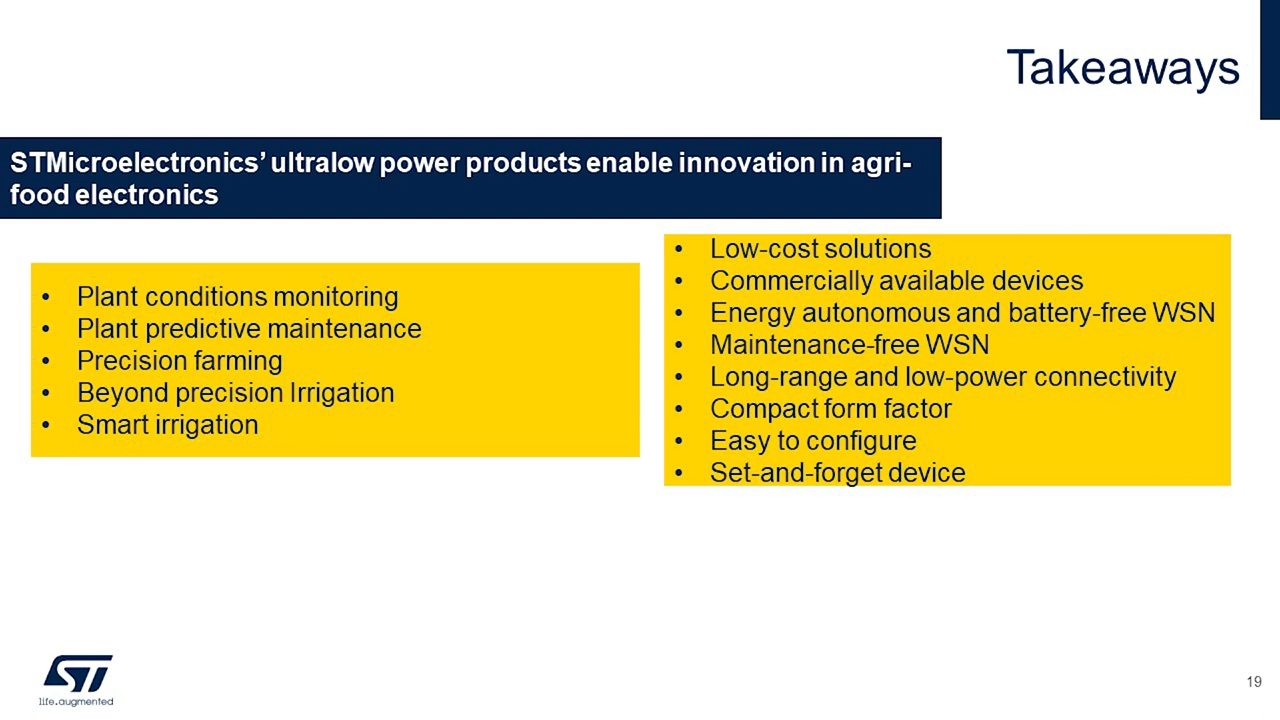 Takeaways
STMicroelectronics’ ultralow power products enable innovation in agri-
food electronics
• Plant conditions monitoring
• Plant predictive maintenance
• Precision farming
• Beyond precision Irrigation
• Smart irrigation
• Low-cost solutions
• Commercially available devices
• Energy autonomous and battery-free WSN
• Maintenance-free WSN
• Long-range and low-power connectivity
• Compact form factor
• Easy to configure
• Set-and-forget device
ST
life.augmented
19